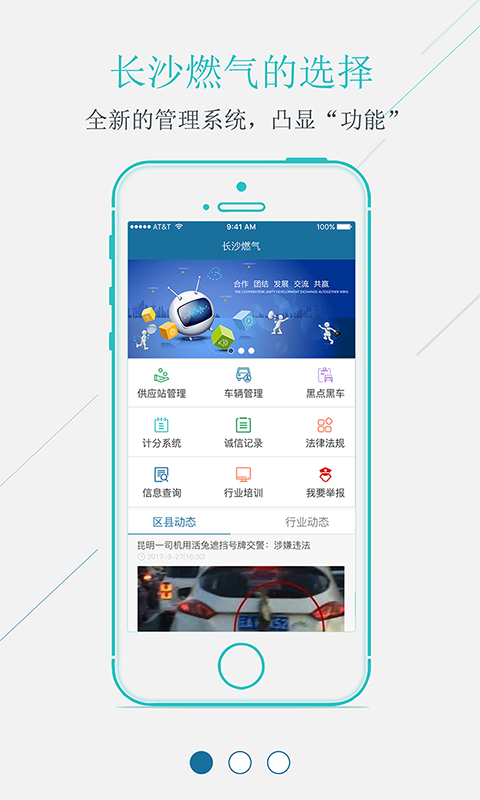 长沙燃气的选择
全新的管理系统，凸显“功能”
AT&T 9:41 AM 100%
长沙燃气
合作 团结 发展 交流 共赢
THE COOPERATION UNITY DEVELOPMENT EXCHANGE ALTOGETHER WINS
供应站管理 车辆管理 黑点黑车
计分系统 诚信记录 法律法规
信息查询 行业培训 我要举报
区县动态 行业动态
昆明一司机用活兔遮挡号牌交警：涉嫌违法
2017-3-27[16:30]